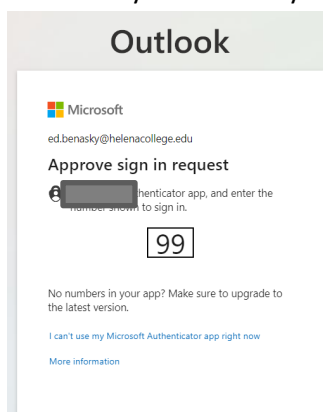 Outlook
Microsoft
ed.benasky@helenacollege.edu
Approve sign in request
henticator app, and enter the
number shown to sign in.
99
No numbers in your app? Make sure to upgrade to
the latest version.
I can't use my Microsoft Authenticator app right now
More information